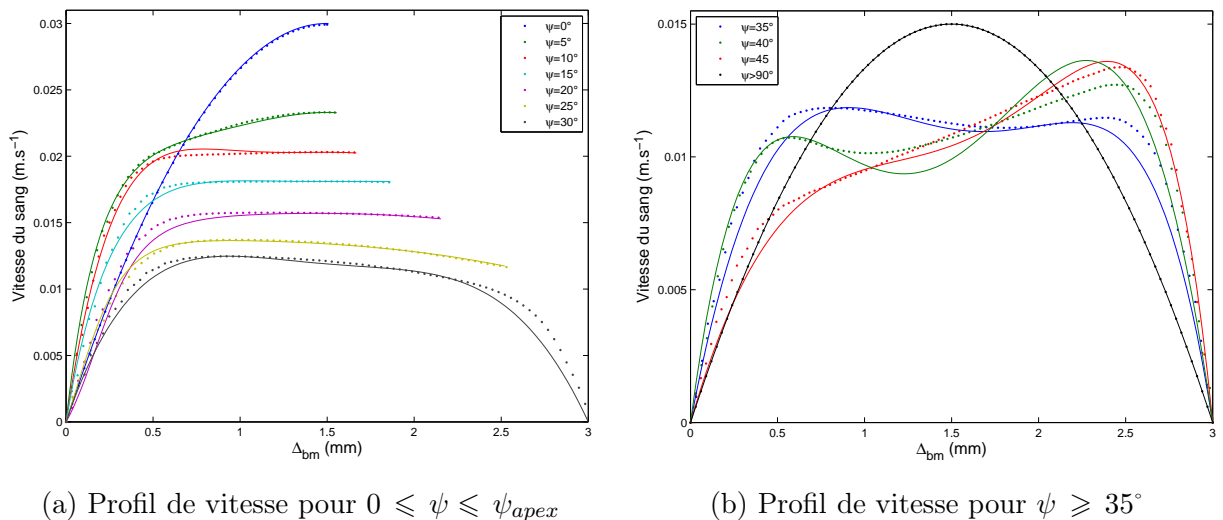 0.03
0.025
0.02
0.015
0.01
0.005
0
Vitesse du sang (m.s⁻¹)
0 0.5 1 1.5 2 2.5 3
Δbm (mm)
ψ=0°
ψ=5°
ψ=10°
ψ=15°
ψ=20°
ψ=25°
ψ=30°
(a) Profil de vitesse pour 0 ⩽ ψ ⩽ ψapex
0.015
0.01
0.005
0
Vitesse du sang (m.s⁻¹)
0 0.5 1 1.5 2 2.5 3
Δbm (mm)
ψ=35°
ψ=40°
ψ=45
ψ>90°
(b) Profil de vitesse pour ψ ⩾ 35°